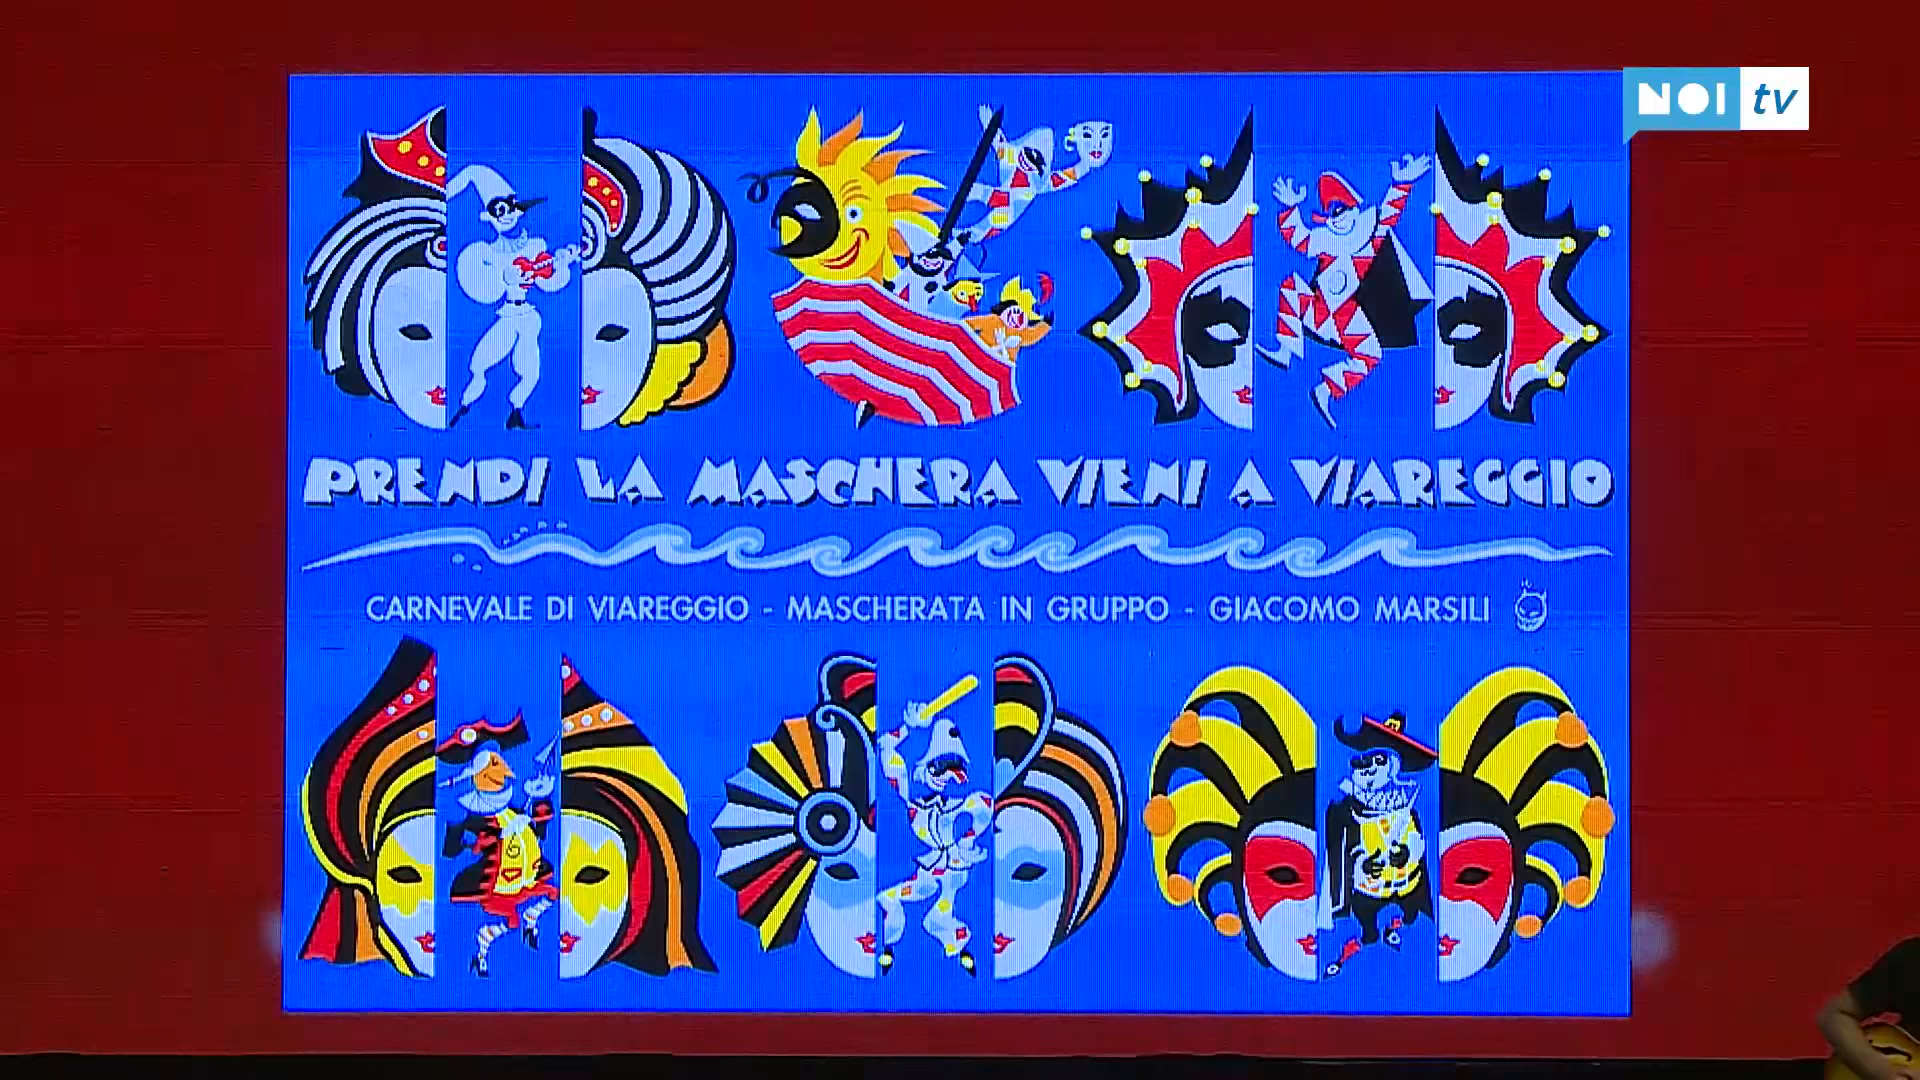 NOI tv
PRENDI LA MASCHERA VIENI A VIAREGGIO
CARNEVALE DI VIAREGGIO - MASCHERATA IN GRUPPO - GIACOMO MARSILI